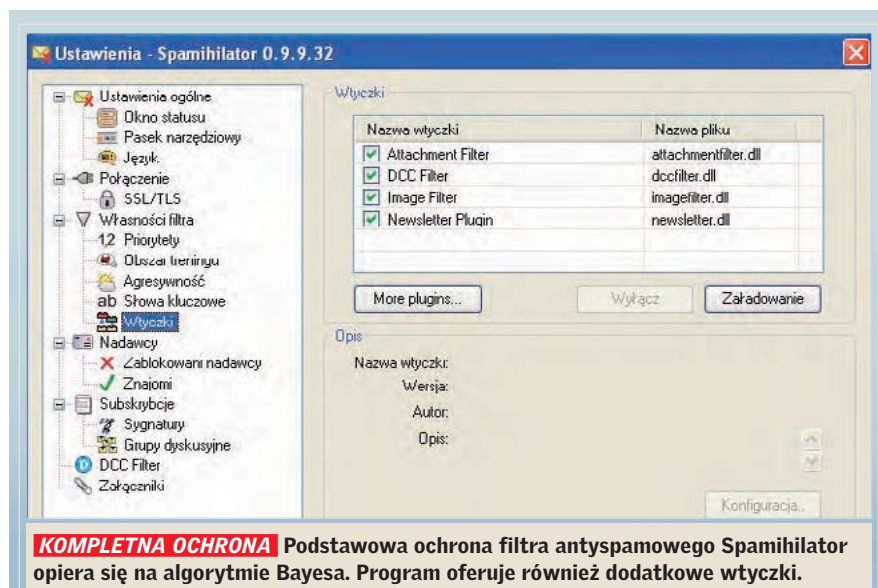 Ustawienia - Spamihilator 0.9.9.32
Ustawienia ogólne
Okno statusu
Pasek narzędziowy
Język
Połączenie
SSL/TLS
Własności filtra
12 Priorytety
Obszar treningu
Agresywność
ab Słowa kluczowe
Wtyczki
Nadawcy
Zablokowani nadawcy
Znajomi
Subskrybcje
Sygnatury
Grupy dyskusyjne
D DCC Filter
Załączniki
Wtyczki
Nazwa wtyczki Nazwa pliku
Attachment Filter attachmentfilter.dll
DCC Filter dccfilter.dll
Image Filter imagefilter.dll
Newsletter Plugin newsletter.dll
More plugins... Wyłącz Załadowanie
Opis
Nazwa wtyczki:
Wersja:
Autor:
Opis:
Konfiguracja..
KOMPLETNA OCHRONA Podstawowa ochrona filtra antyspamowego Spamihilator
opiera się na algorytmie Bayesa. Program oferuje również dodatkowe wtyczki.